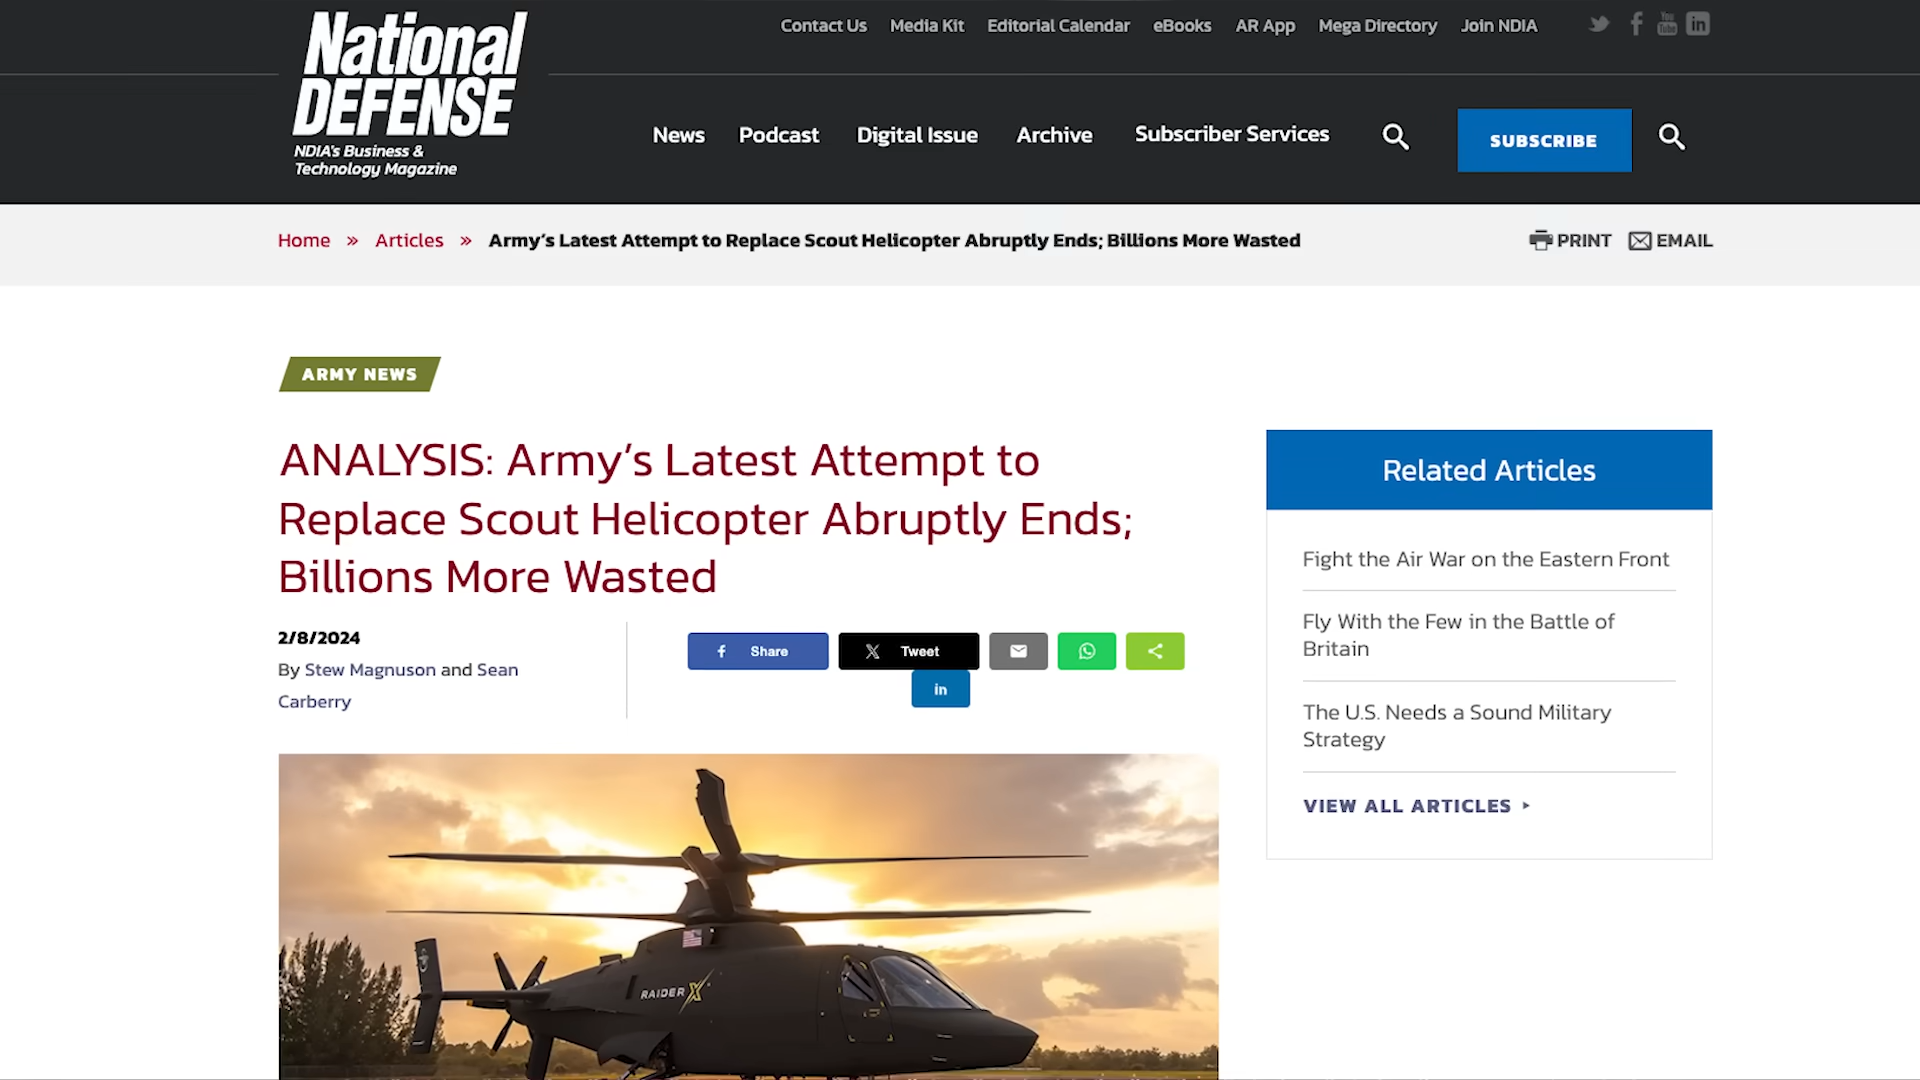 National
DEFENSE
NDIA's Business &
Technology Magazine
Contact Us Media Kit Editorial Calendar eBooks AR App Mega Directory Join NDIA
News Podcast Digital Issue Archive Subscriber Services SUBSCRIBE
Home » Articles » Army's Latest Attempt to Replace Scout Helicopter Abruptly Ends; Billions More Wasted
PRINT EMAIL
ARMY NEWS
ANALYSIS: Army's Latest Attempt to
Replace Scout Helicopter Abruptly Ends;
Billions More Wasted
2/8/2024
By Stew Magnuson and Sean
Carberry
Share Tweet
in
RAIDER X
Related Articles
Fight the Air War on the Eastern Front
Fly With the Few in the Battle of
Britain
The U.S. Needs a Sound Military
Strategy
VIEW ALL ARTICLES